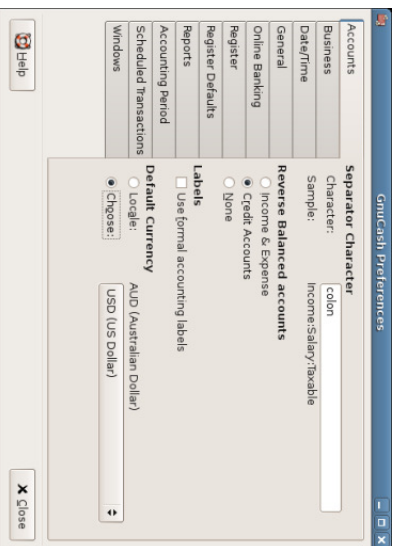 GnuCash Preferences
Accounts
Business
Date/Time
General
Online Banking
Register
Register Defaults
Reports
Accounting Period
Scheduled Transactions
Windows
Separator Character
Character: colon
Sample: Income:Salary:Taxable
Reverse Balanced accounts
Income & Expense
Credit Accounts
None
Labels
Use formal accounting labels
Default Currency
Locale: AUD (Australian Dollar)
Choose: USD (US Dollar)
Help
Close